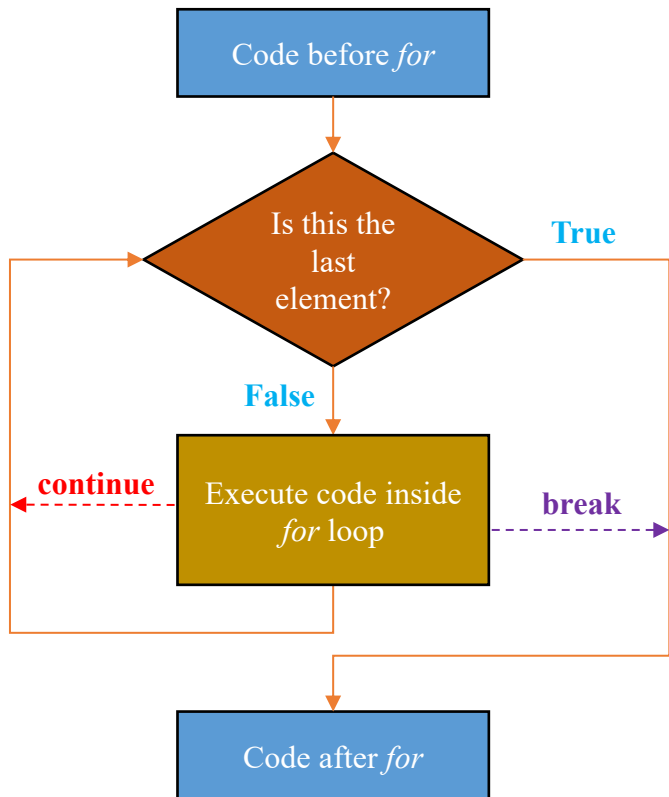 Code before for
Is this the
last
element?
True
False
continue
Execute code inside
for loop
break
Code after for